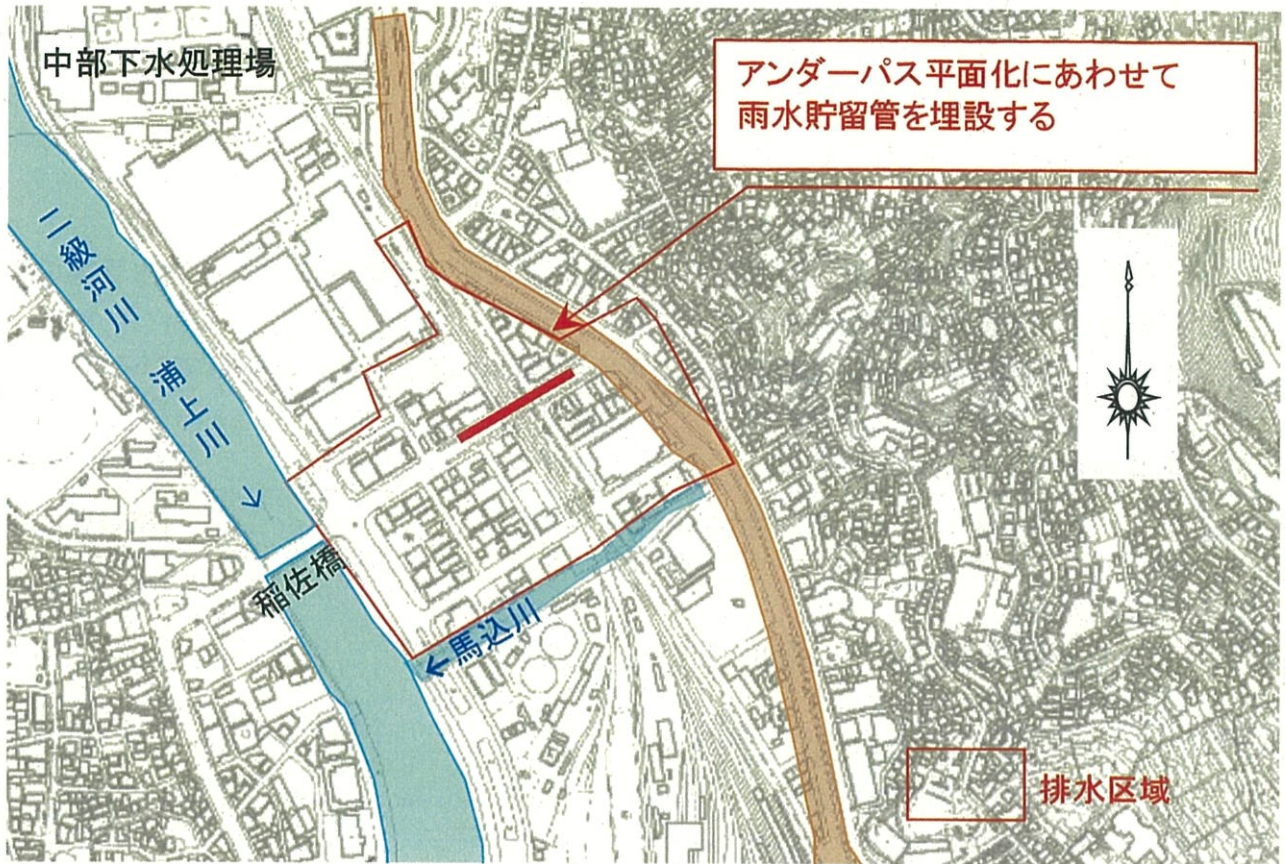 中部下水処理場
アンダーパス平面化にあわせて
雨水貯留管を埋設する
二級河川 浦上川 →
稲佐橋
←馬込川
排水区域